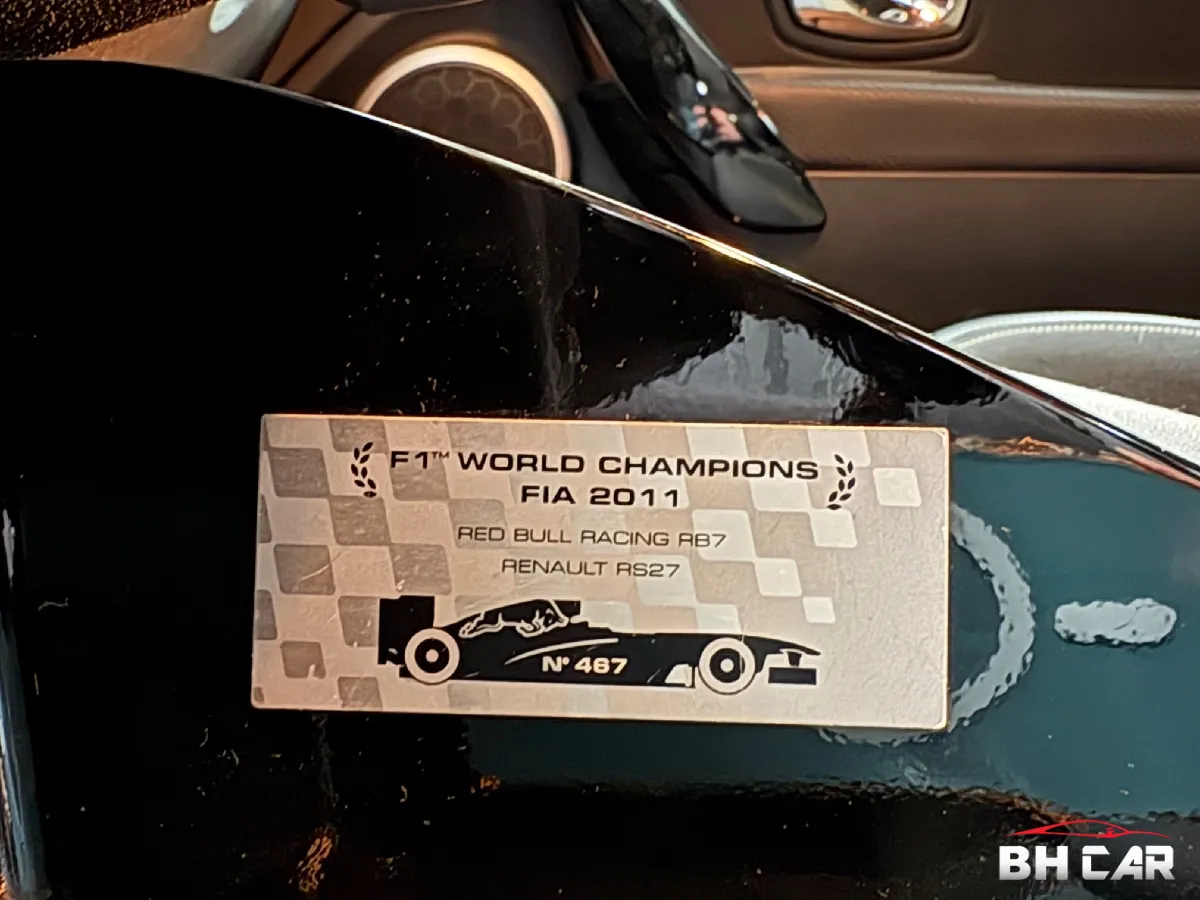 F1™ WORLD CHAMPIONS
FIA 2011
RED BULL RACING RB7
RENAULT RS27
N° 467
BH CAR